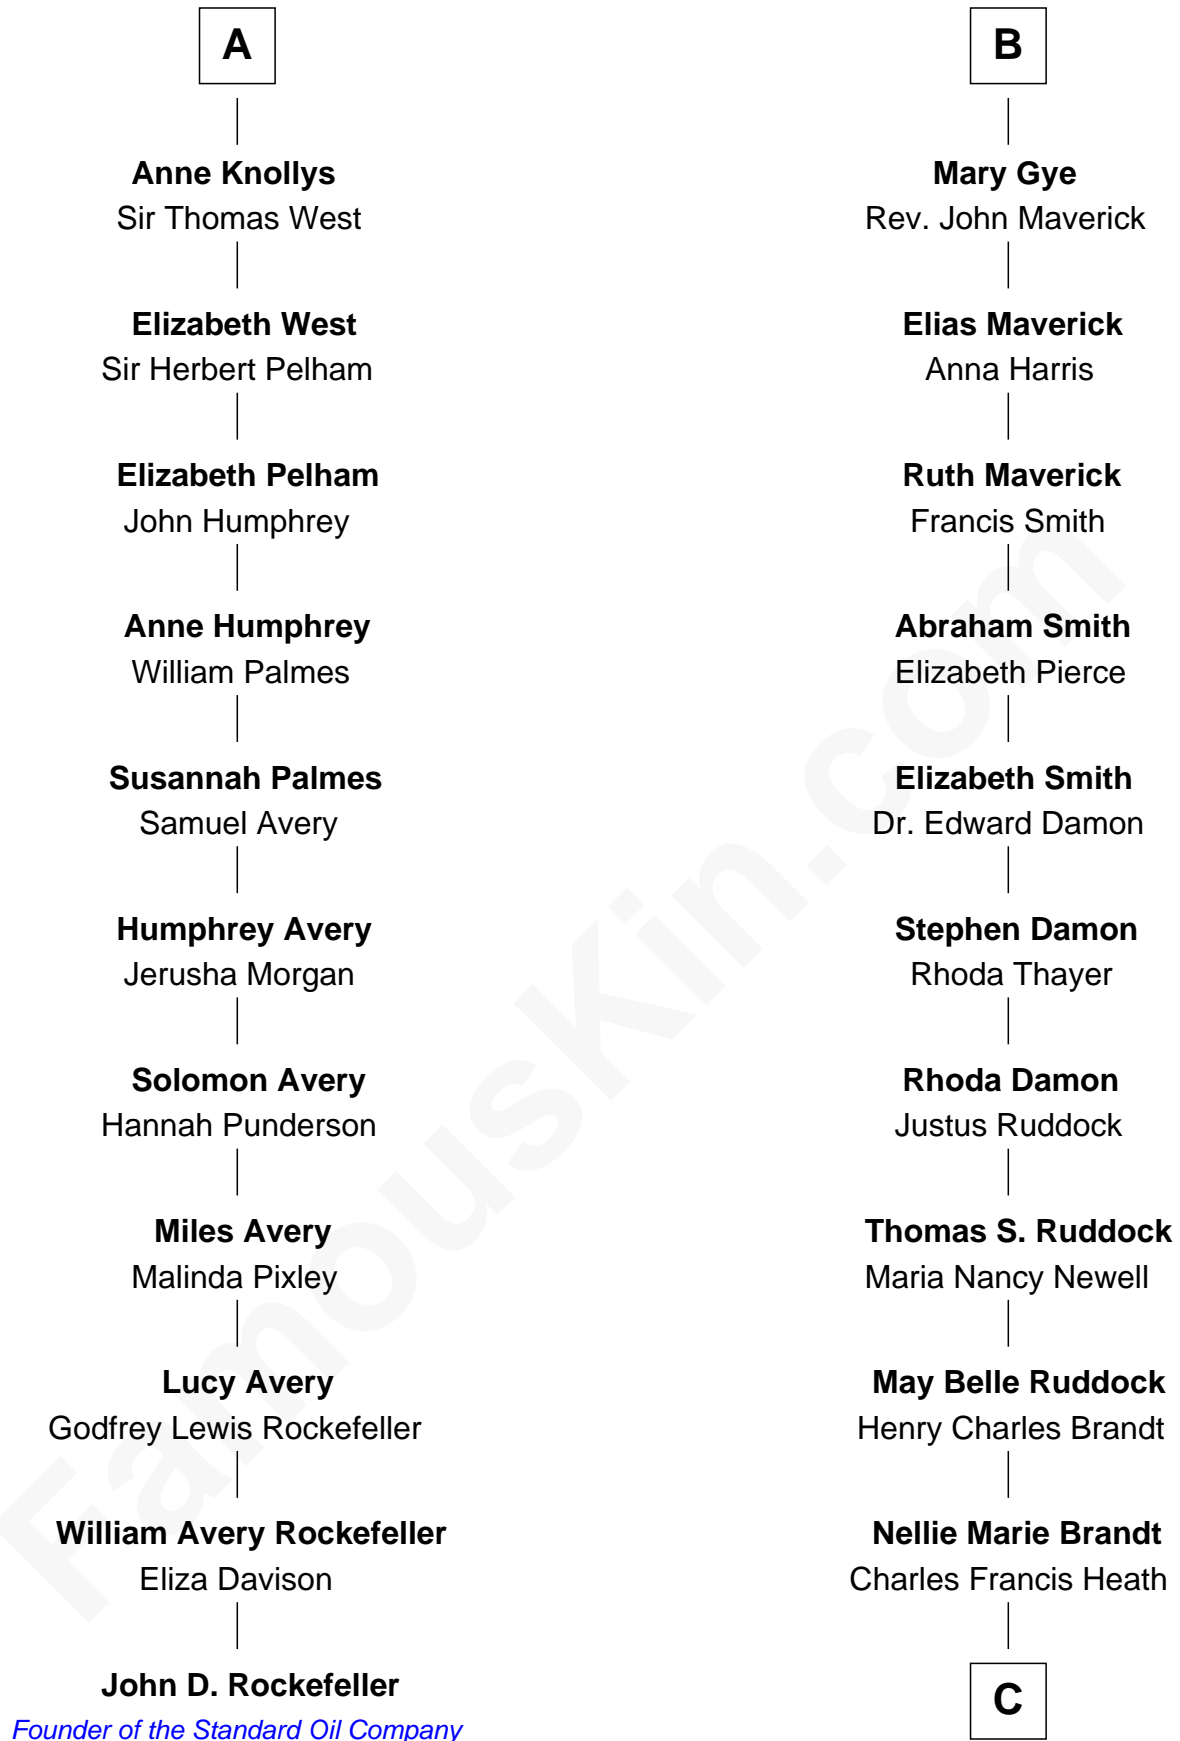 A
Anne Knollys
Sir Thomas West
Elizabeth West
Sir Herbert Pelham
Elizabeth Pelham
John Humphrey
Anne Humphrey
William Palmes
Susannah Palmes
Samuel Avery
Humphrey Avery
Jerusha Morgan
Solomon Avery
Hannah Punderson
Miles Avery
Malinda Pixley
Lucy Avery
Godfrey Lewis Rockefeller
William Avery Rockefeller
Eliza Davison
John D. Rockefeller
Founder of the Standard Oil Company
B
Mary Gye
Rev. John Maverick
Elias Maverick
Anna Harris
Ruth Maverick
Francis Smith
Abraham Smith
Elizabeth Pierce
Elizabeth Smith
Dr. Edward Damon
Stephen Damon
Rhoda Thayer
Rhoda Damon
Justus Ruddock
Thomas S. Ruddock
Maria Nancy Newell
May Belle Ruddock
Henry Charles Brandt
Nellie Marie Brandt
Charles Francis Heath
C
FamousKin.com